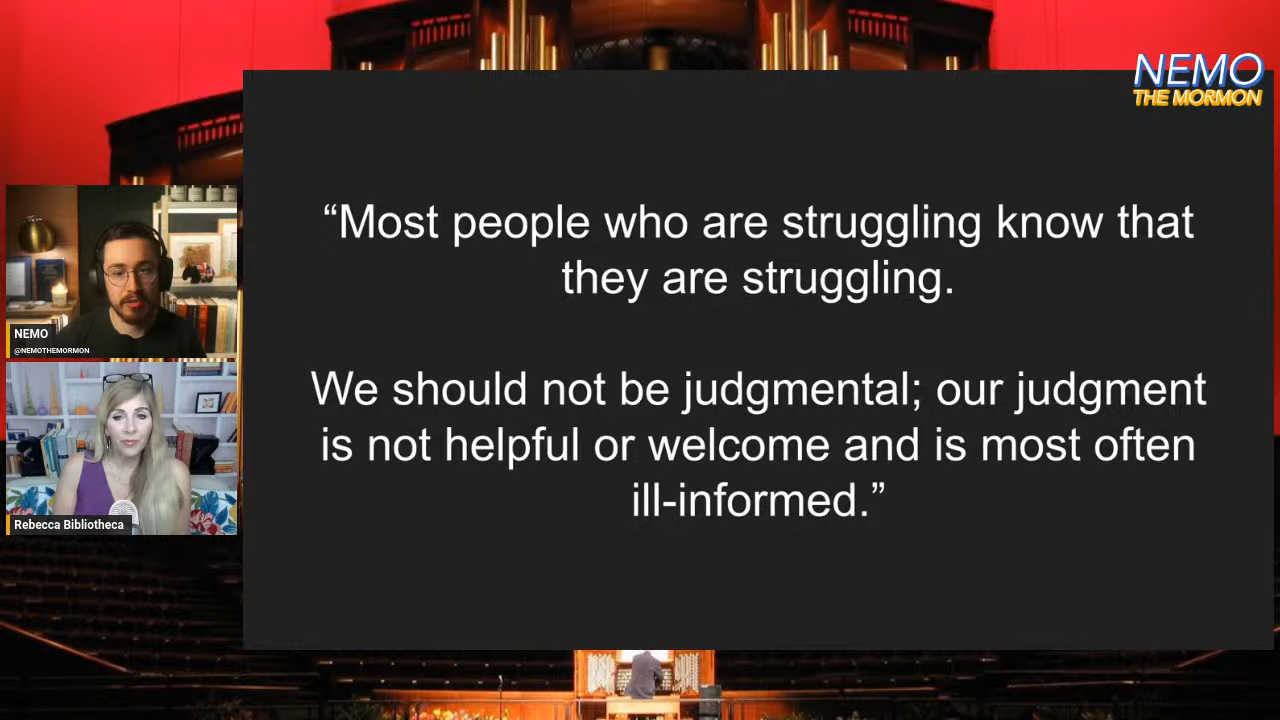 NEMO
THE MORMON
“Most people who are struggling know that
they are struggling.
We should not be judgmental; our judgment
is not helpful or welcome and is most often
ill-informed.”
NEMO
@NEMOTHEMORMON
Rebecca Bibliotheca